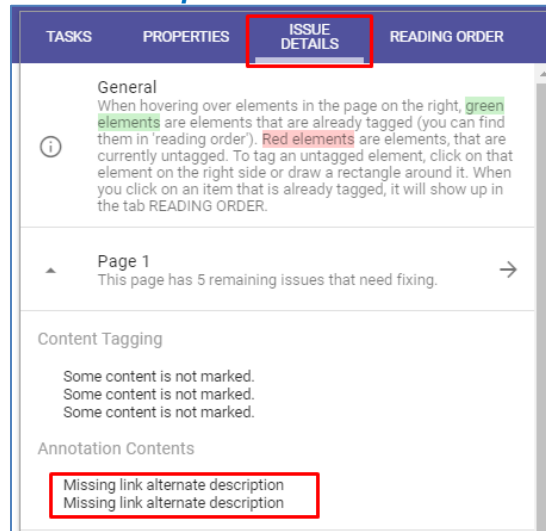 TASKS PROPERTIES ISSUE DETAILS READING ORDER
General
When hovering over elements in the page on the right, green
elements are elements that are already tagged (you can find
them in 'reading order'). Red elements are elements, that are
currently untagged. To tag an untagged element, click on that
element on the right side or draw a rectangle around it. When
you click on an item that is already tagged, it will show up in
the tab READING ORDER.
Page 1
This page has 5 remaining issues that need fixing.
Content Tagging
Some content is not marked.
Some content is not marked.
Some content is not marked.
Annotation Contents
Missing link alternate description
Missing link alternate description